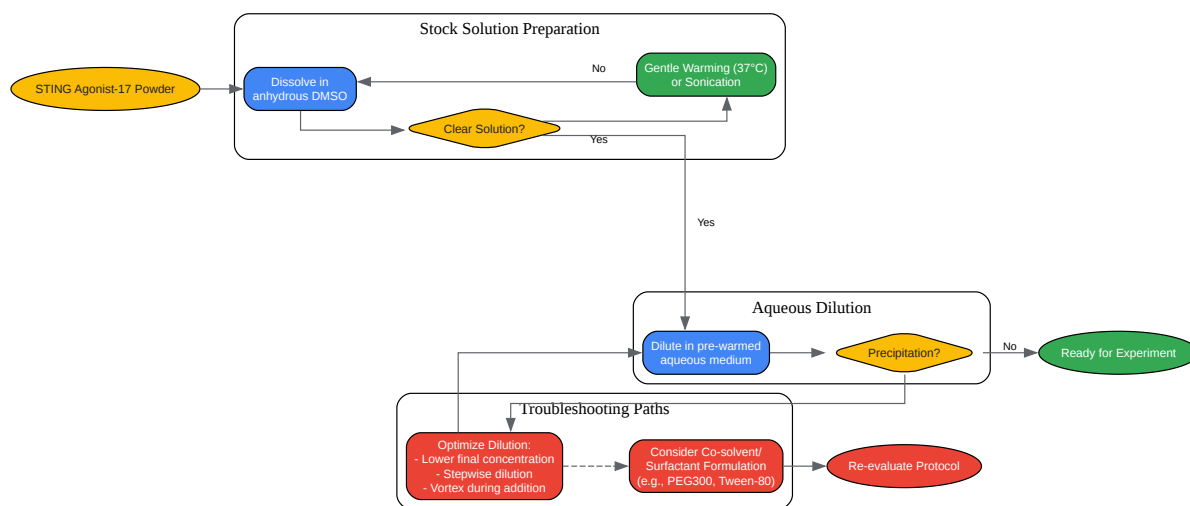 Stock Solution Preparation
STING Agonist-17 Powder
Dissolve in
anhydrous DMSO
No
Gentle Warming (37°C)
or Sonication
Clear Solution?
Yes
Yes
Aqueous Dilution
Dilute in pre-warmed
aqueous medium
Precipitation?
No
Ready for Experiment
Troubleshooting Paths
Optimize Dilution:
- Lower final concentration
- Stepwise dilution
- Vortex during addition
Consider Co-solvent/
Surfactant Formulation
(e.g., PEG300, Tween-80)
Re-evaluate Protocol